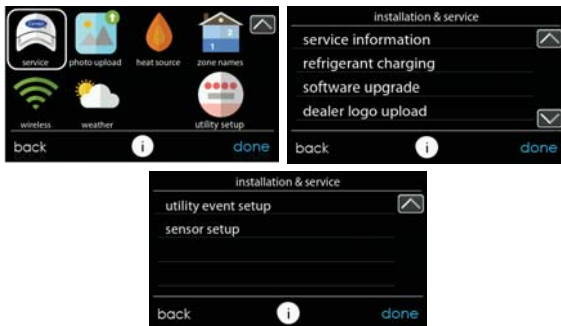 service photo upload heat source zone names
wireless weather utility setup
back i done
installation & service
service information
refrigerant charging
software upgrade
dealer logo upload
back i done
installation & service
utility event setup
sensor setup
back i done